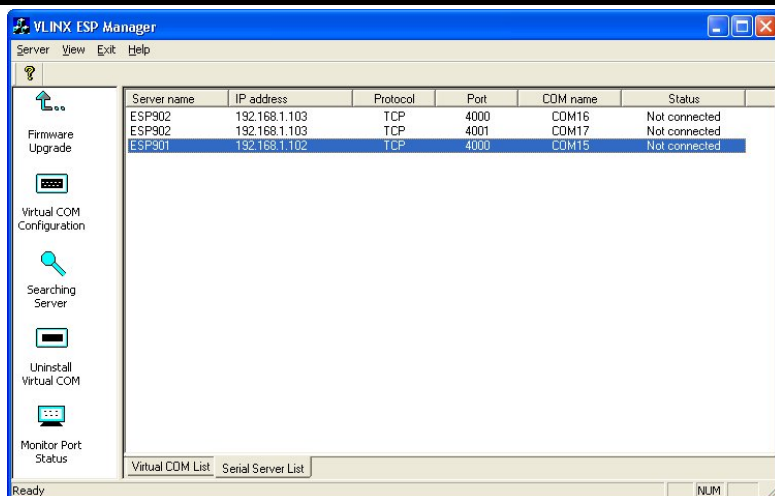 VLINX ESP Manager
Server View Exit Help
Server name IP address Protocol Port COM name Status
ESP902 192.168.1.103 TCP 4000 COM16 Not connected
ESP902 192.168.1.103 TCP 4001 COM17 Not connected
ESP901 192.168.1.102 TCP 4000 COM15 Not connected
Firmware
Upgrade
Virtual COM
Configuration
Searching
Server
Uninstall
Virtual COM
Monitor Port
Status
Virtual COM List Serial Server List
Ready NUM